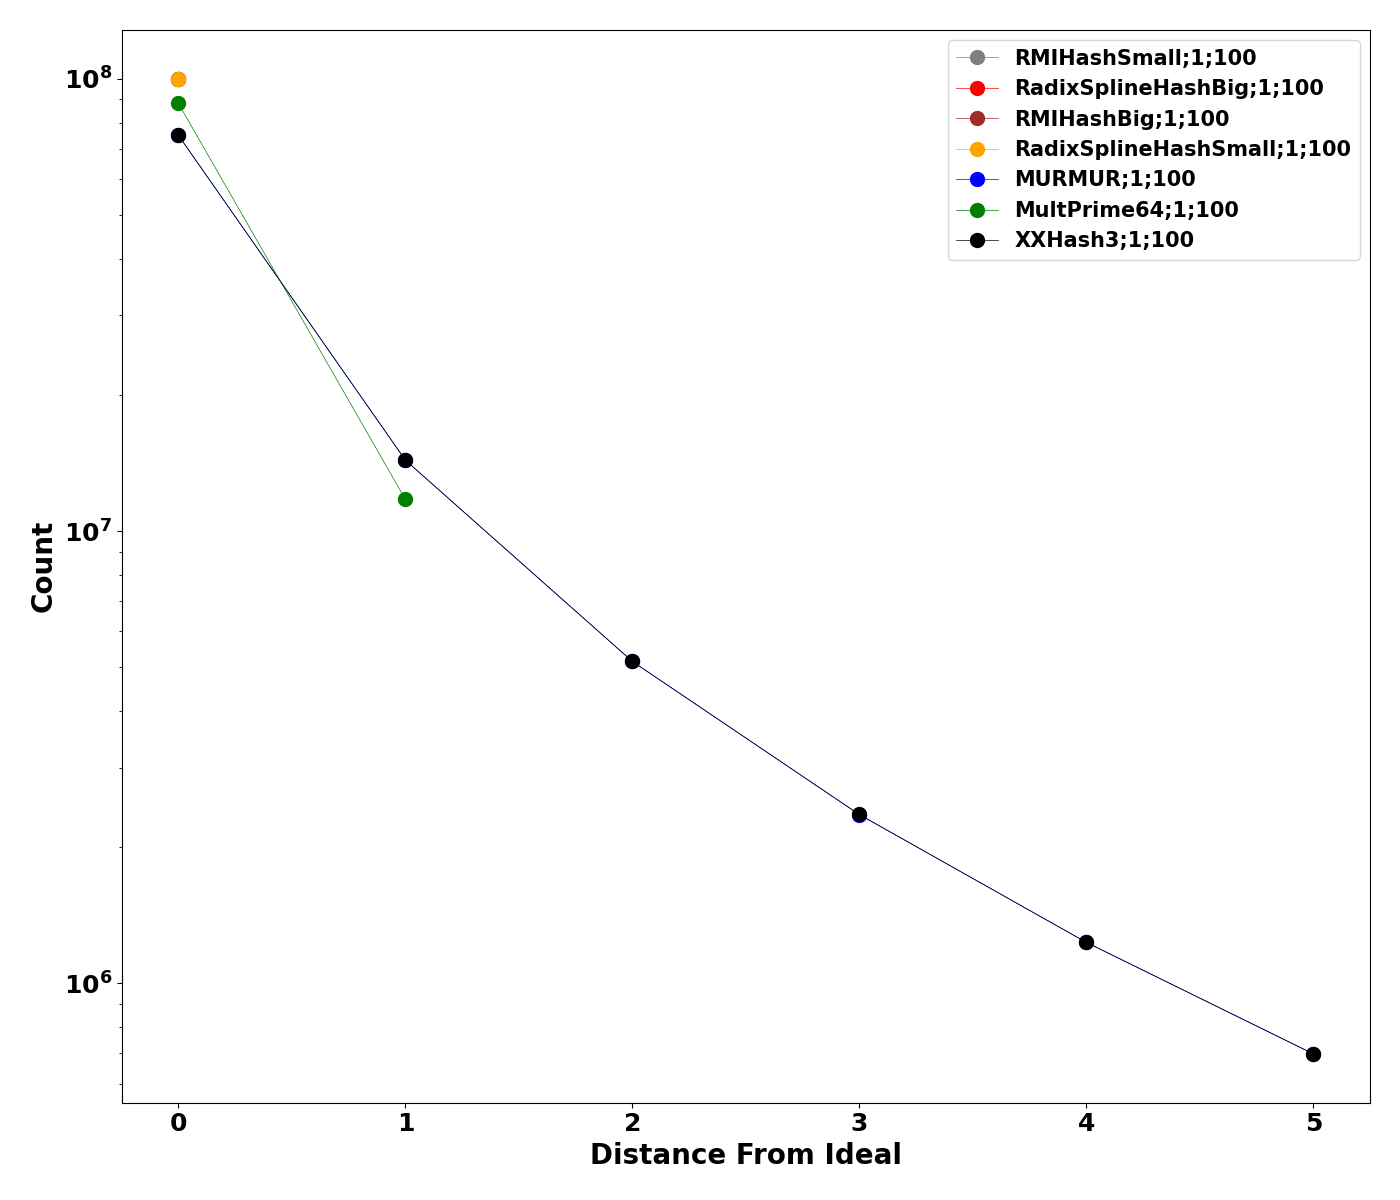 RMIHashSmall;1;100
RadixSplineHashBig;1;100
RMIHashBig;1;100
RadixSplineHashSmall;1;100
MURMUR;1;100
MultPrime64;1;100
XXHash3;1;100
10^8
10^7
10^6
Count
0 1 2 3 4 5
Distance From Ideal